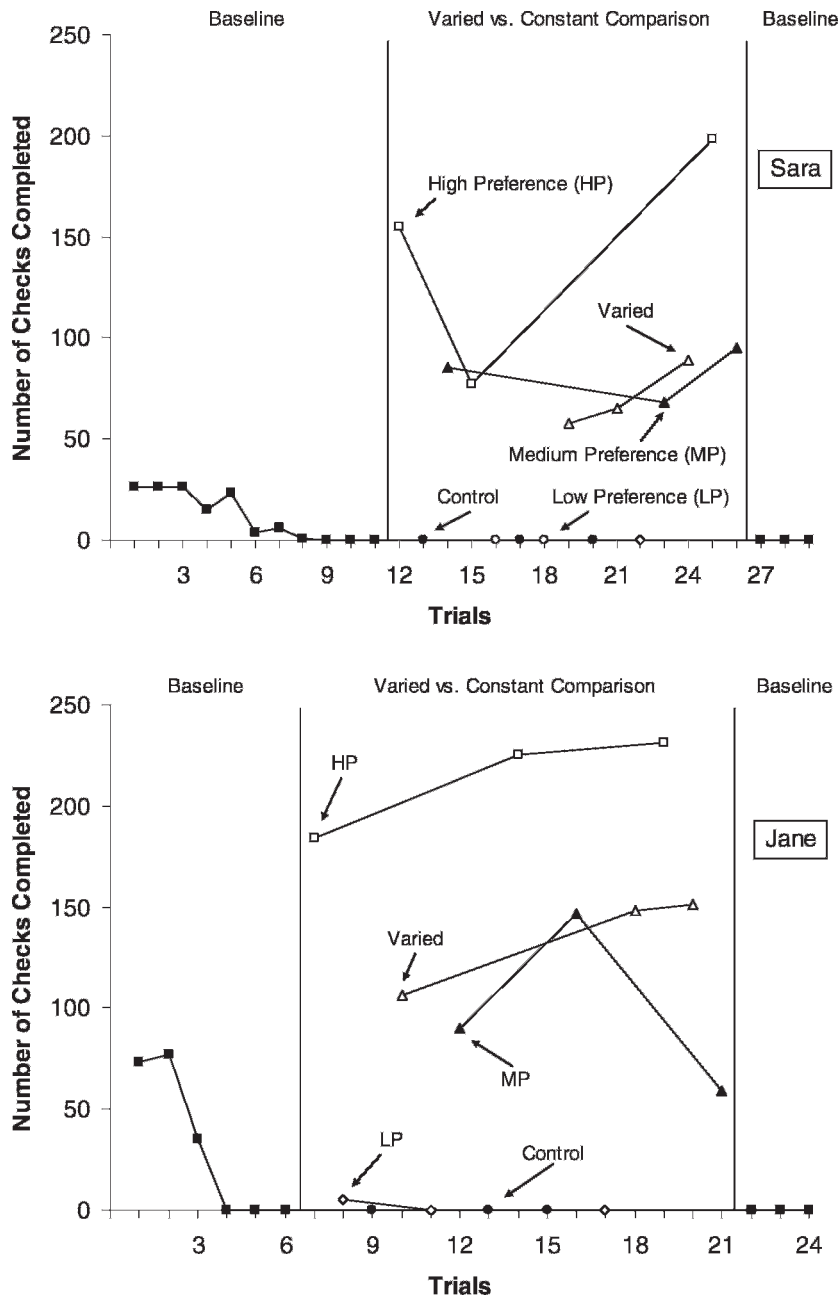 Baseline Varied vs. Constant Comparison Baseline
250
200
150
100
50
0
Number of Checks Completed
Sara
High Preference (HP)
Varied
Medium Preference (MP)
Control
Low Preference (LP)
3 6 9 12 15 18 21 24 27
Trials
Baseline Varied vs. Constant Comparison Baseline
250
200
150
100
50
0
Number of Checks Completed
HP
Jane
Varied
MP
LP
Control
3 6 9 12 15 18 21 24
Trials